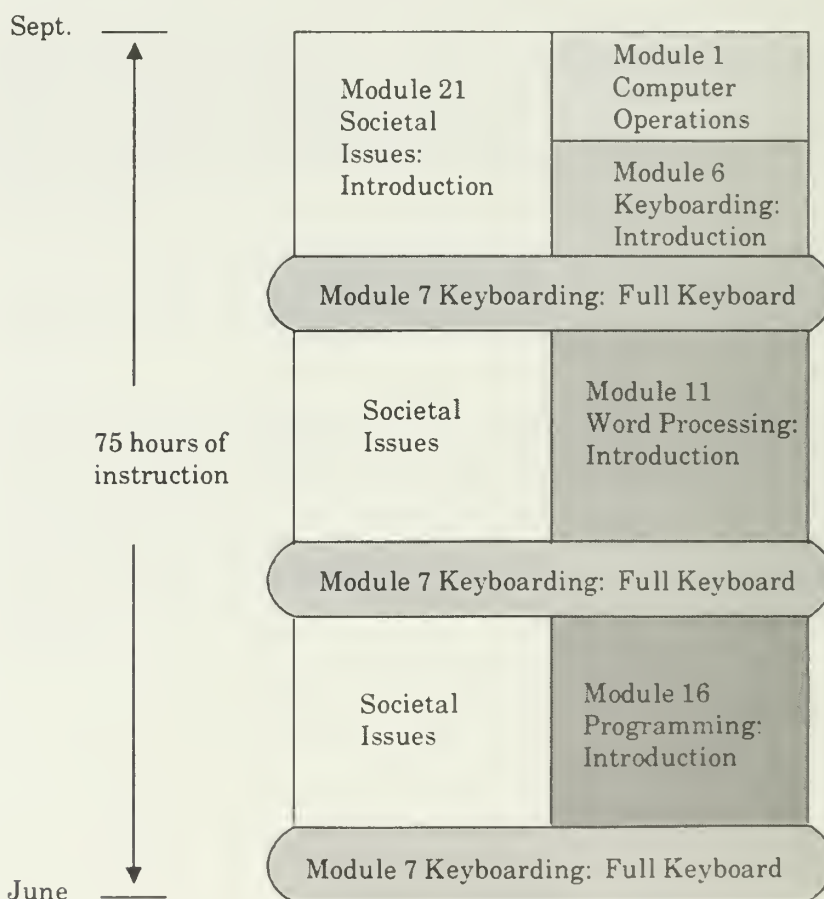 Sept.
Module 21
Societal
Issues:
Introduction
Module 1
Computer
Operations
Module 6
Keyboarding:
Introduction
Module 7 Keyboarding: Full Keyboard
75 hours of
instruction
Societal
Issues
Module 11
Word Processing:
Introduction
Module 7 Keyboarding: Full Keyboard
Societal
Issues
Module 16
Programming:
Introduction
Module 7 Keyboarding: Full Keyboard
June